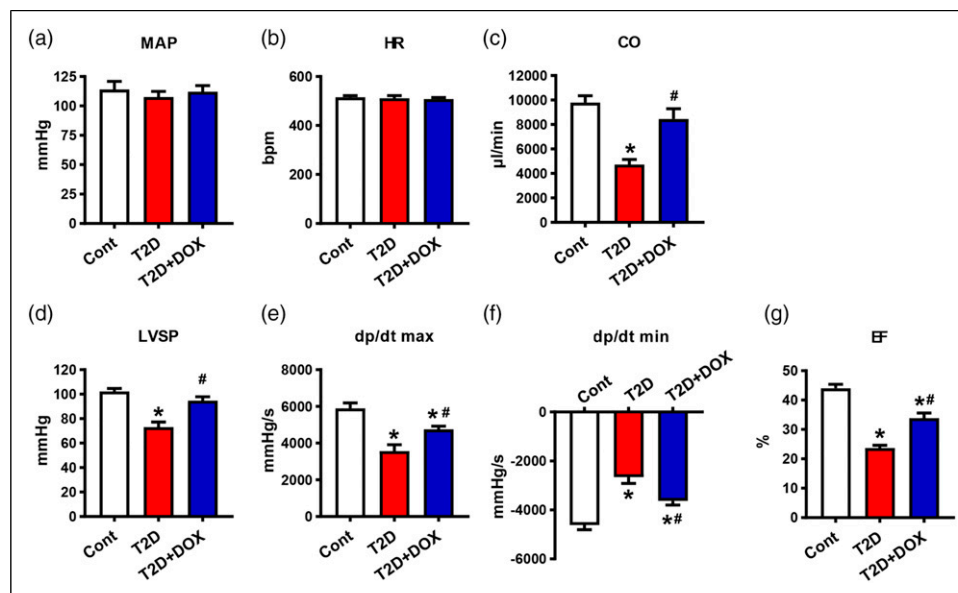 (a) MAP
mmHg
125
100
75
50
25
0
Cont T2D T2D+DOX
(b) HR
bpm
600
400
200
0
Cont T2D T2D+DOX
(c) CO
µl/min
12000
10000
8000
6000
4000
2000
0
* #
Cont T2D T2D+DOX
(d) LVSP
mmHg
120
100
80
60
40
20
0
* #
Cont T2D T2D+DOX
(e) dp/dt max
mmHg/s
8000
6000
4000
2000
0
* *#
Cont T2D T2D+DOX
(f) dp/dt min
Cont T2D T2D+DOX
mmHg/s
0
-2000
-4000
-6000
* *#
(g) EF
%
50
40
30
20
10
0
* *#
Cont T2D T2D+DOX